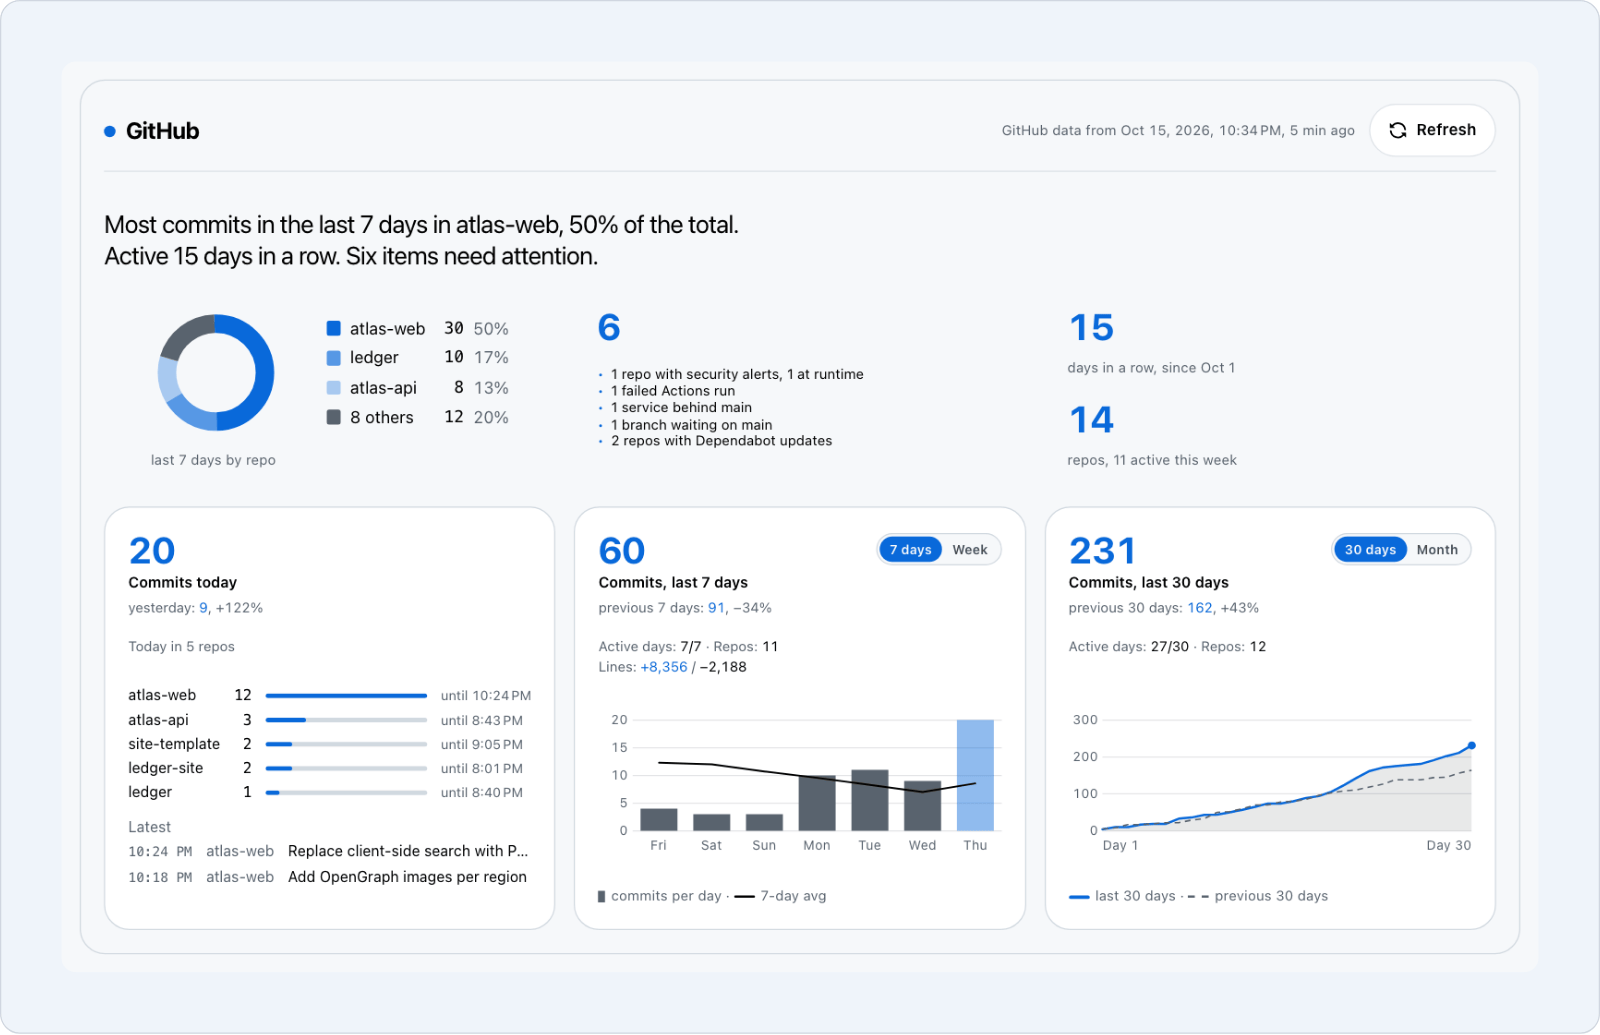 GitHub
GitHub data from Oct 15, 2026, 10:34 PM, 5 min ago
Refresh
Most commits in the last 7 days in atlas-web, 50% of the total.
Active 15 days in a row. Six items need attention.
atlas-web 30 50%
ledger 10 17%
atlas-api 8 13%
8 others 12 20%
last 7 days by repo
6
• 1 repo with security alerts, 1 at runtime
• 1 failed Actions run
• 1 service behind main
• 1 branch waiting on main
• 2 repos with Dependabot updates
15
days in a row, since Oct 1
14
repos, 11 active this week
20
Commits today
yesterday: 9, +122%
Today in 5 repos
atlas-web 12 until 10:24 PM
atlas-api 3 until 8:43 PM
site-template 2 until 9:05 PM
ledger-site 2 until 8:01 PM
ledger 1 until 8:40 PM
Latest
10:24 PM atlas-web Replace client-side search with P...
10:18 PM atlas-web Add OpenGraph images per region
60
7 days Week
Commits, last 7 days
previous 7 days: 91, −34%
Active days: 7/7 · Repos: 11
Lines: +8,356 / −2,188
20
15
10
5
0
Fri Sat Sun Mon Tue Wed Thu
commits per day · 7-day avg
231
30 days Month
Commits, last 30 days
previous 30 days: 162, +43%
Active days: 27/30 · Repos: 12
300
200
100
0
Day 1 Day 30
last 30 days · previous 30 days